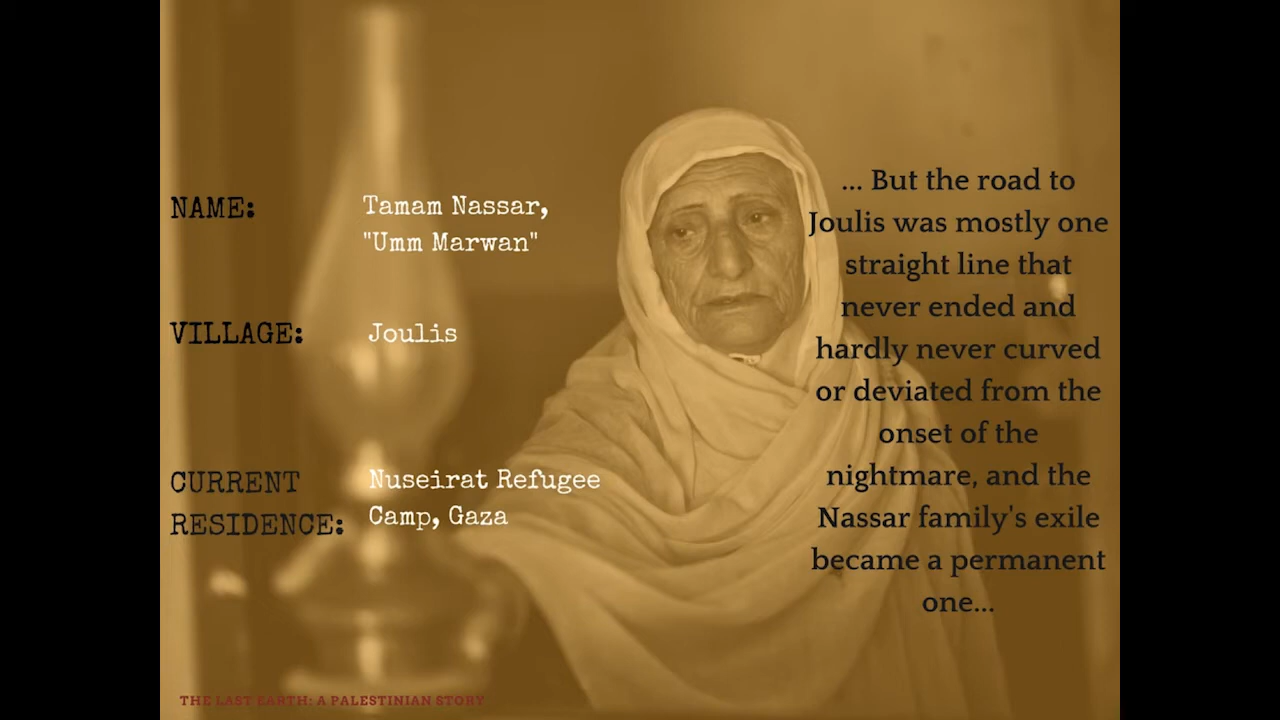 NAME:
Tamam Nassar,
"Umm Marwan"
VILLAGE:
Joulis
CURRENT
RESIDENCE:
Nuseirat Refugee
Camp, Gaza
... But the road to
Joulis was mostly one
straight line that
never ended and
hardly never curved
or deviated from the
onset of the
nightmare, and the
Nassar family's exile
became a permanent
one...
THE LAST EARTH: A PALESTINIAN STORY